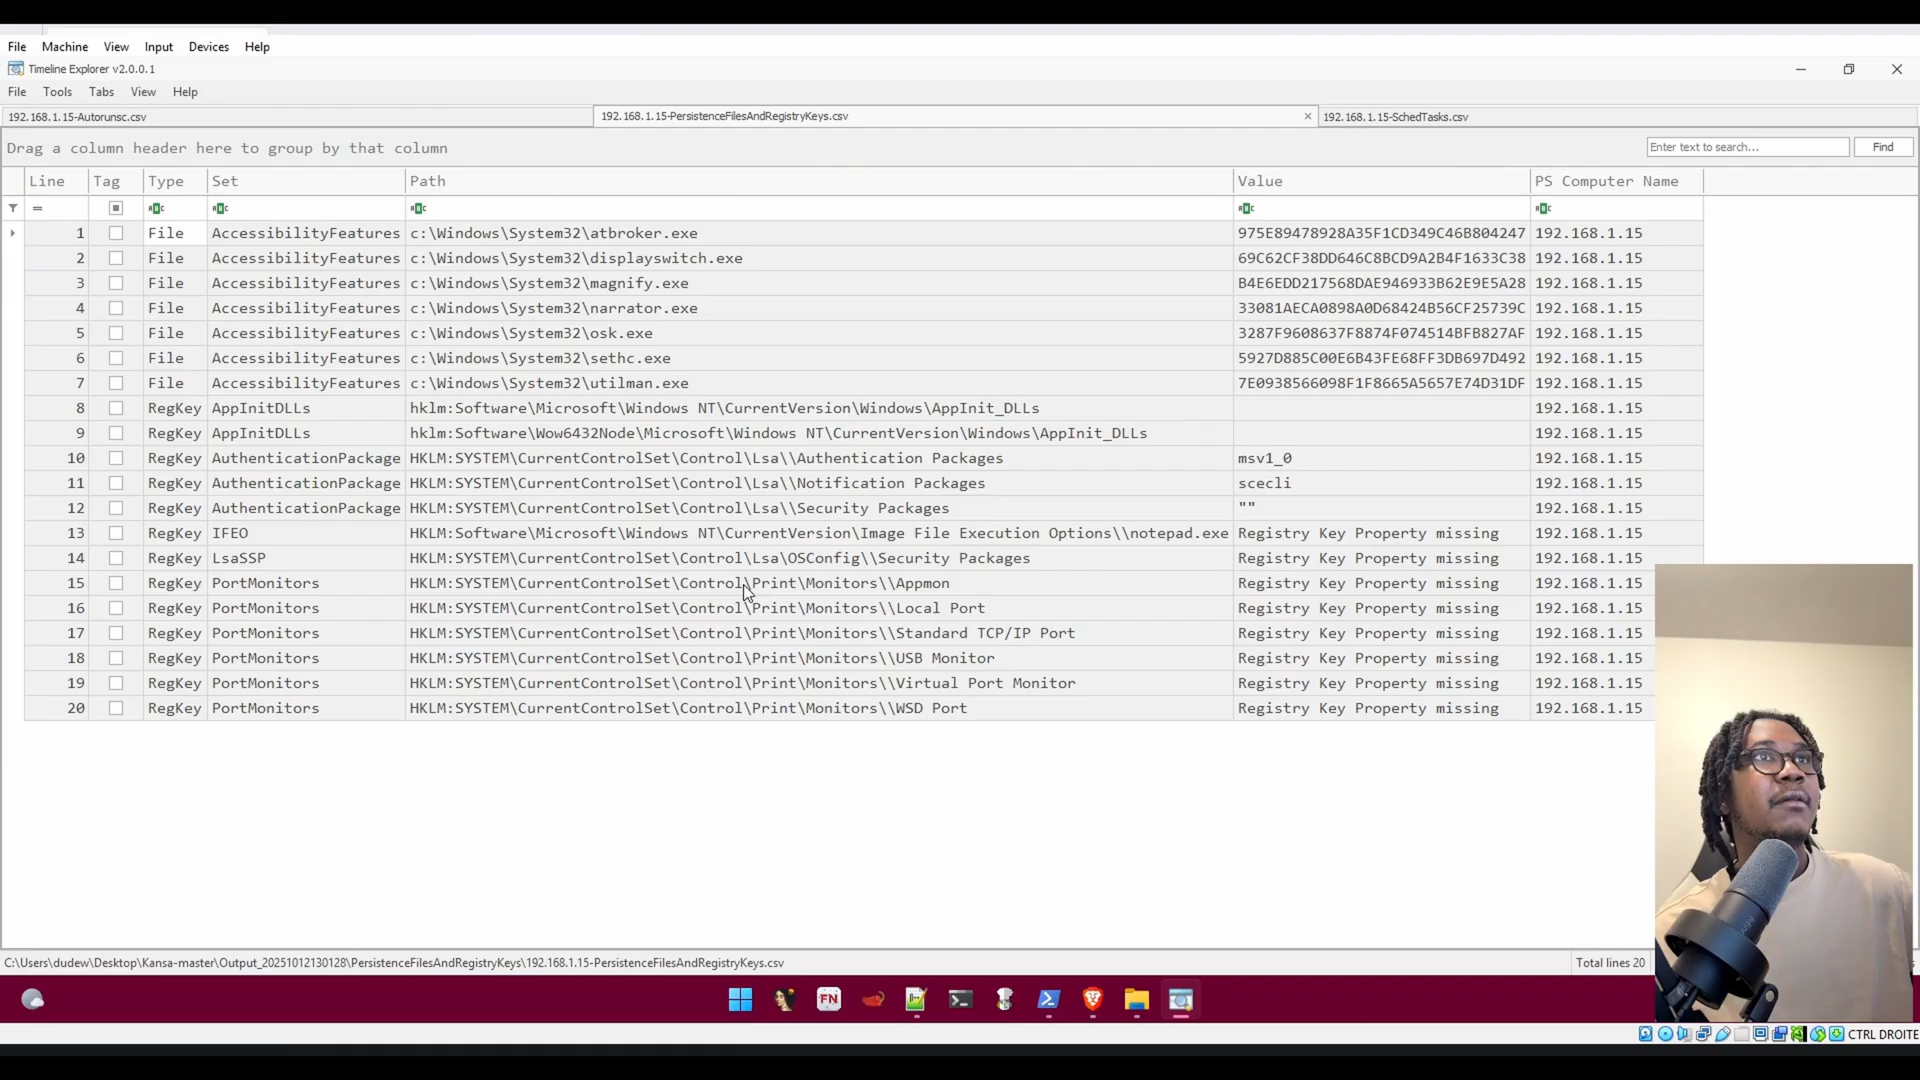 File Machine View Input Devices Help
Timeline Explorer v2.0.0.1
File Tools Tabs View Help
192.168.1.15-Autorunsc.csv 192.168.1.15-PersistenceFilesAndRegistryKeys.csv 192.168.1.15-SchedTasks.csv
Drag a column header here to group by that column Enter text to search... Find
Line Tag Type Set Path Value PS Computer Name
1 File AccessibilityFeatures c:\Windows\System32\atbroker.exe 975E89478928A35F1CD349C46B804247 192.168.1.15
2 File AccessibilityFeatures c:\Windows\System32\displayswitch.exe 69C62CF38DD646C8BCD9A2B4F1633C38 192.168.1.15
3 File AccessibilityFeatures c:\Windows\System32\magnify.exe B4E6EDD217568DAE946933B62E9E5A28 192.168.1.15
4 File AccessibilityFeatures c:\Windows\System32\narrator.exe 33081AECA0898A0D68424B56CF25739C 192.168.1.15
5 File AccessibilityFeatures c:\Windows\System32\osk.exe 3287F9608637F8874F074514BFB827AF 192.168.1.15
6 File AccessibilityFeatures c:\Windows\System32\sethc.exe 5927D885C00E6B43FE68FF3DB697D492 192.168.1.15
7 File AccessibilityFeatures c:\Windows\System32\utilman.exe 7E0938566098F1F8665A5657E74D31DF 192.168.1.15
8 RegKey AppInitDLLs hklm:Software\Microsoft\Windows NT\CurrentVersion\Windows\AppInit_DLLs 192.168.1.15
9 RegKey AppInitDLLs hklm:Software\Wow6432Node\Microsoft\Windows NT\CurrentVersion\Windows\AppInit_DLLs 192.168.1.15
10 RegKey AuthenticationPackage HKLM:SYSTEM\CurrentControlSet\Control\Lsa\\Authentication Packages msv1_0 192.168.1.15
11 RegKey AuthenticationPackage HKLM:SYSTEM\CurrentControlSet\Control\Lsa\\Notification Packages scecli 192.168.1.15
12 RegKey AuthenticationPackage HKLM:SYSTEM\CurrentControlSet\Control\Lsa\\Security Packages "" 192.168.1.15
13 RegKey IFEO HKLM:Software\Microsoft\Windows NT\CurrentVersion\Image File Execution Options\\notepad.exe Registry Key Property missing 192.168.1.15
14 RegKey LsaSSP HKLM:SYSTEM\CurrentControlSet\Control\Lsa\OSConfig\\Security Packages Registry Key Property missing 192.168.1.15
15 RegKey PortMonitors HKLM:SYSTEM\CurrentControlSet\Control\Print\Monitors\\Appmon Registry Key Property missing 192.168.1.15
16 RegKey PortMonitors HKLM:SYSTEM\CurrentControlSet\Control\Print\Monitors\\Local Port Registry Key Property missing 192.168.1.15
17 RegKey PortMonitors HKLM:SYSTEM\CurrentControlSet\Control\Print\Monitors\\Standard TCP/IP Port Registry Key Property missing 192.168.1.15
18 RegKey PortMonitors HKLM:SYSTEM\CurrentControlSet\Control\Print\Monitors\\USB Monitor Registry Key Property missing 192.168.1.15
19 RegKey PortMonitors HKLM:SYSTEM\CurrentControlSet\Control\Print\Monitors\\Virtual Port Monitor Registry Key Property missing 192.168.1.15
20 RegKey PortMonitors HKLM:SYSTEM\CurrentControlSet\Control\Print\Monitors\\WSD Port Registry Key Property missing 192.168.1.15
C:\Users\dudew\Desktop\Kansa-master\Output_20251012130128\PersistenceFilesAndRegistryKeys\192.168.1.15-PersistenceFilesAndRegistryKeys.csv Total lines 20
FN
CTRL DROITE